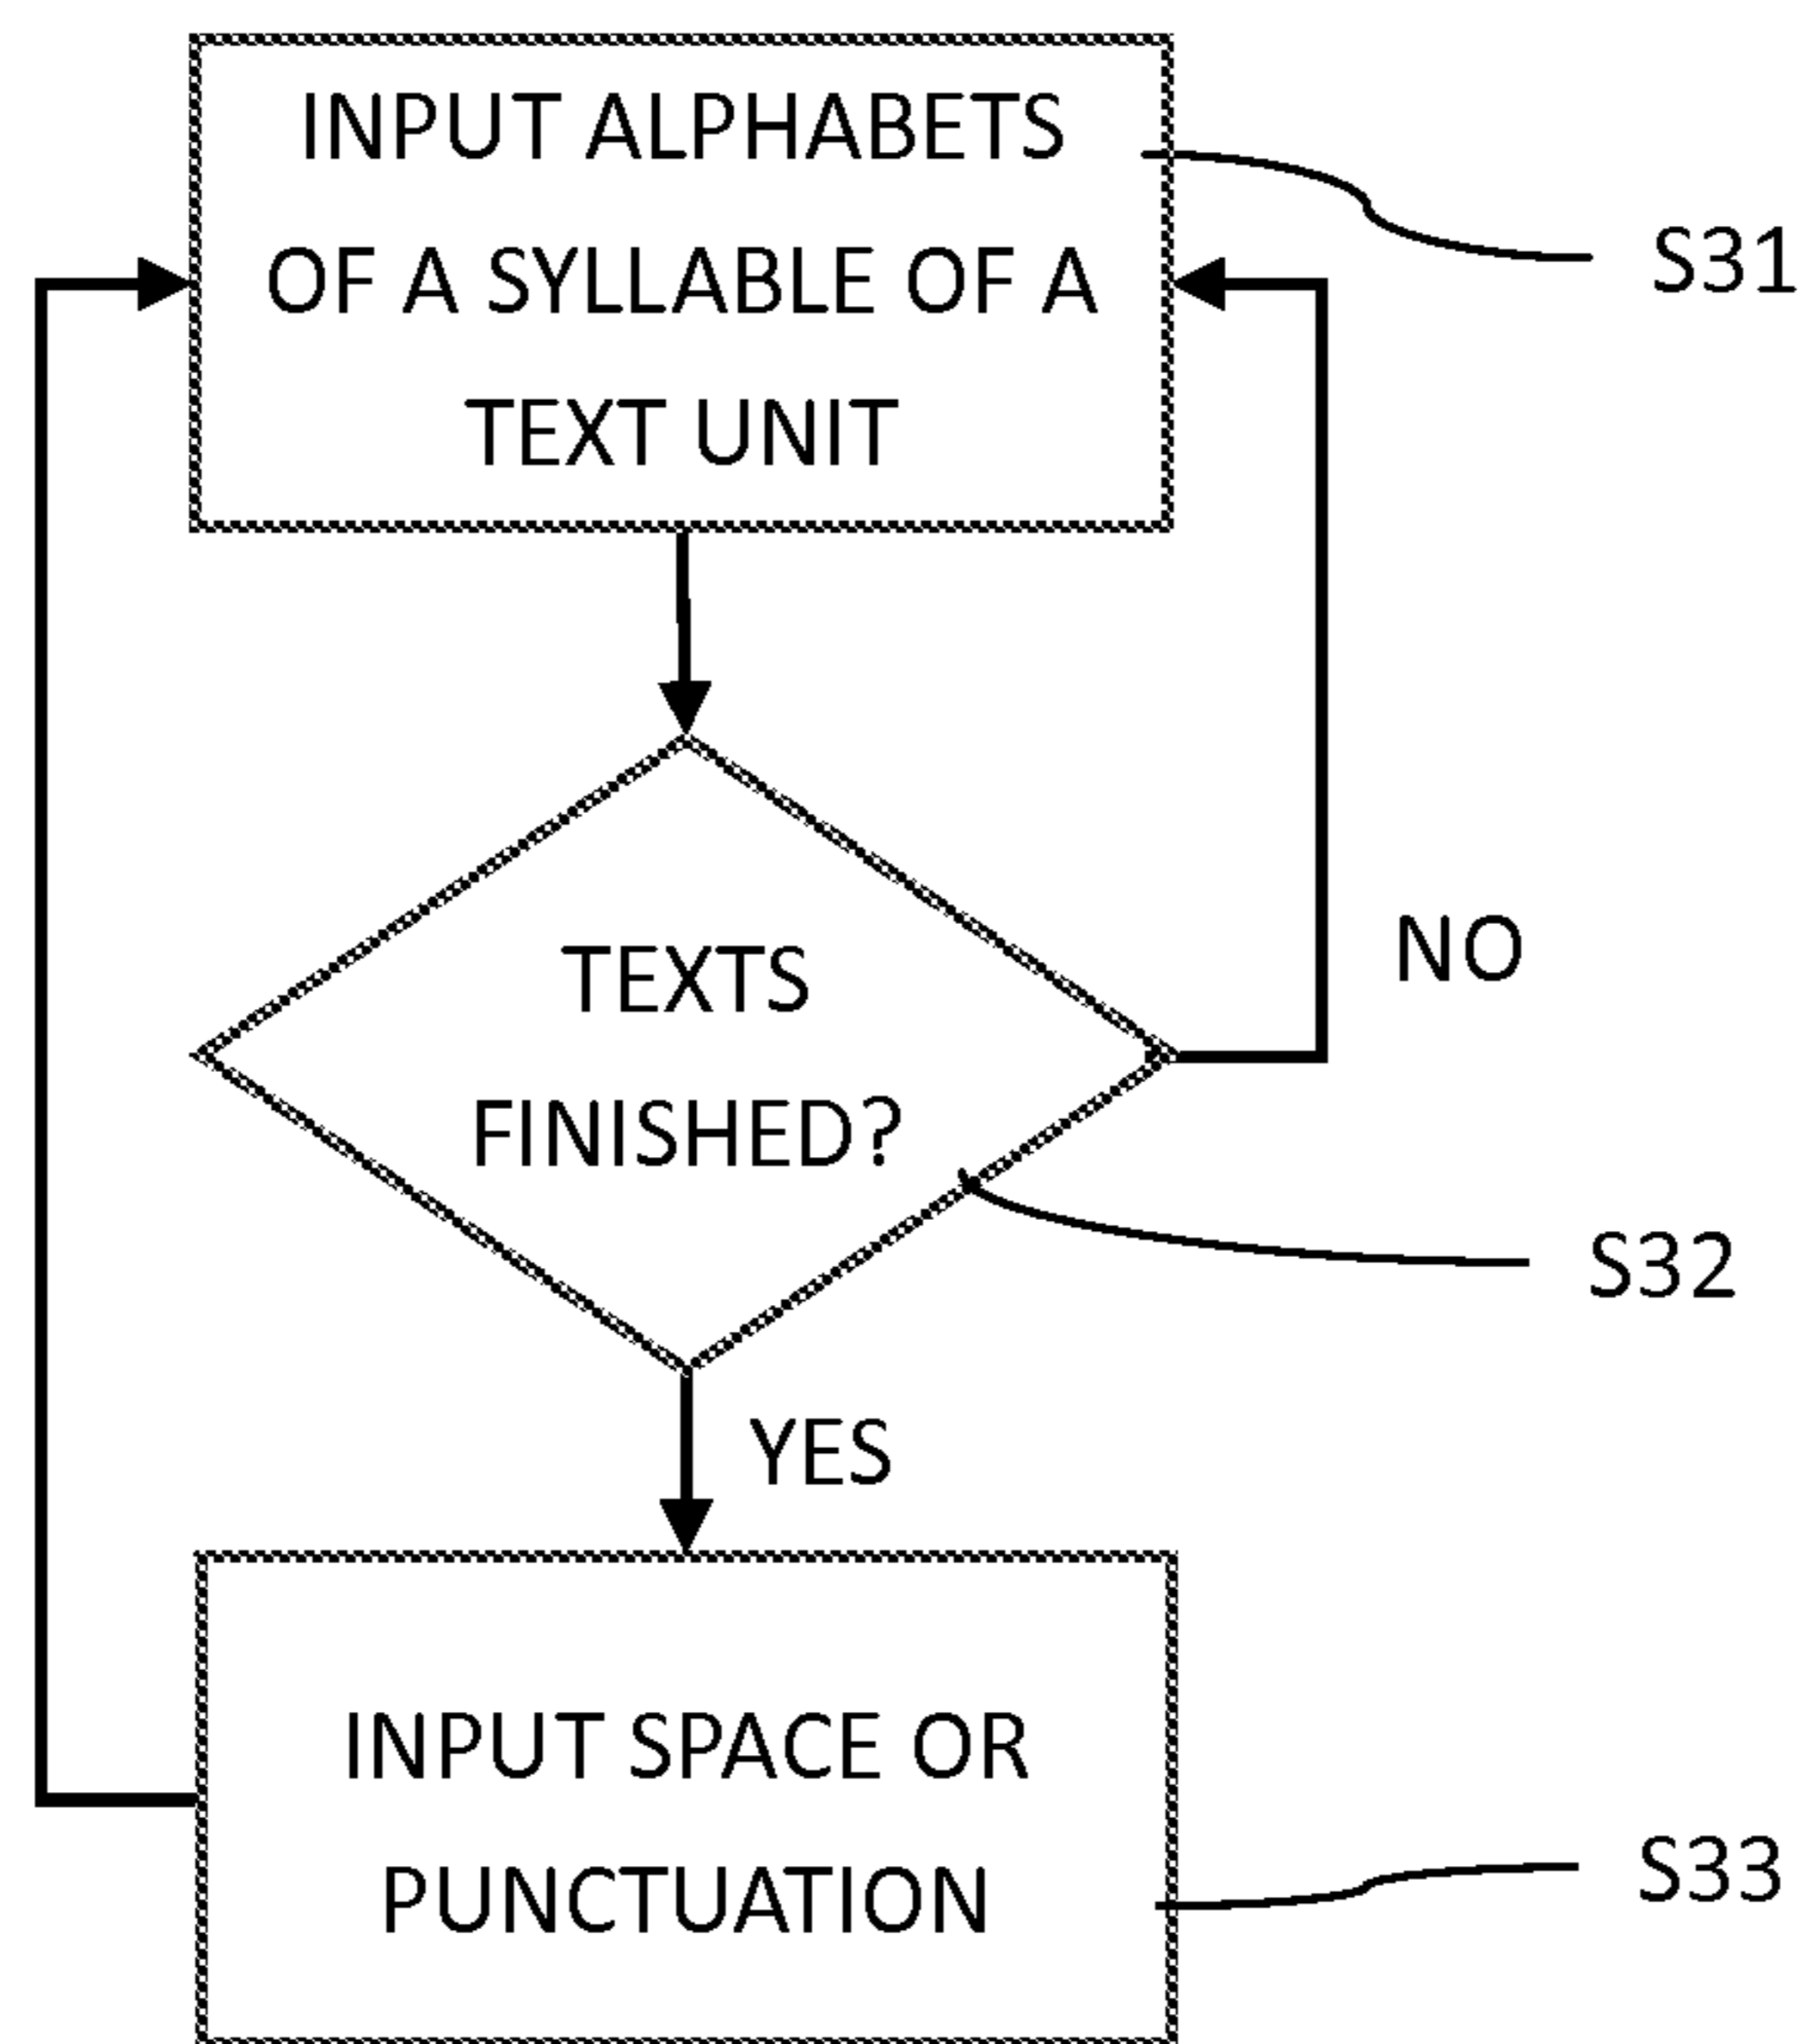 INPUT ALPHABETS
OF A SYLLABLE OF A
TEXT UNIT
S31
TEXTS
FINISHED?
NO
S32
YES
INPUT SPACE OR
PUNCTUATION
S33